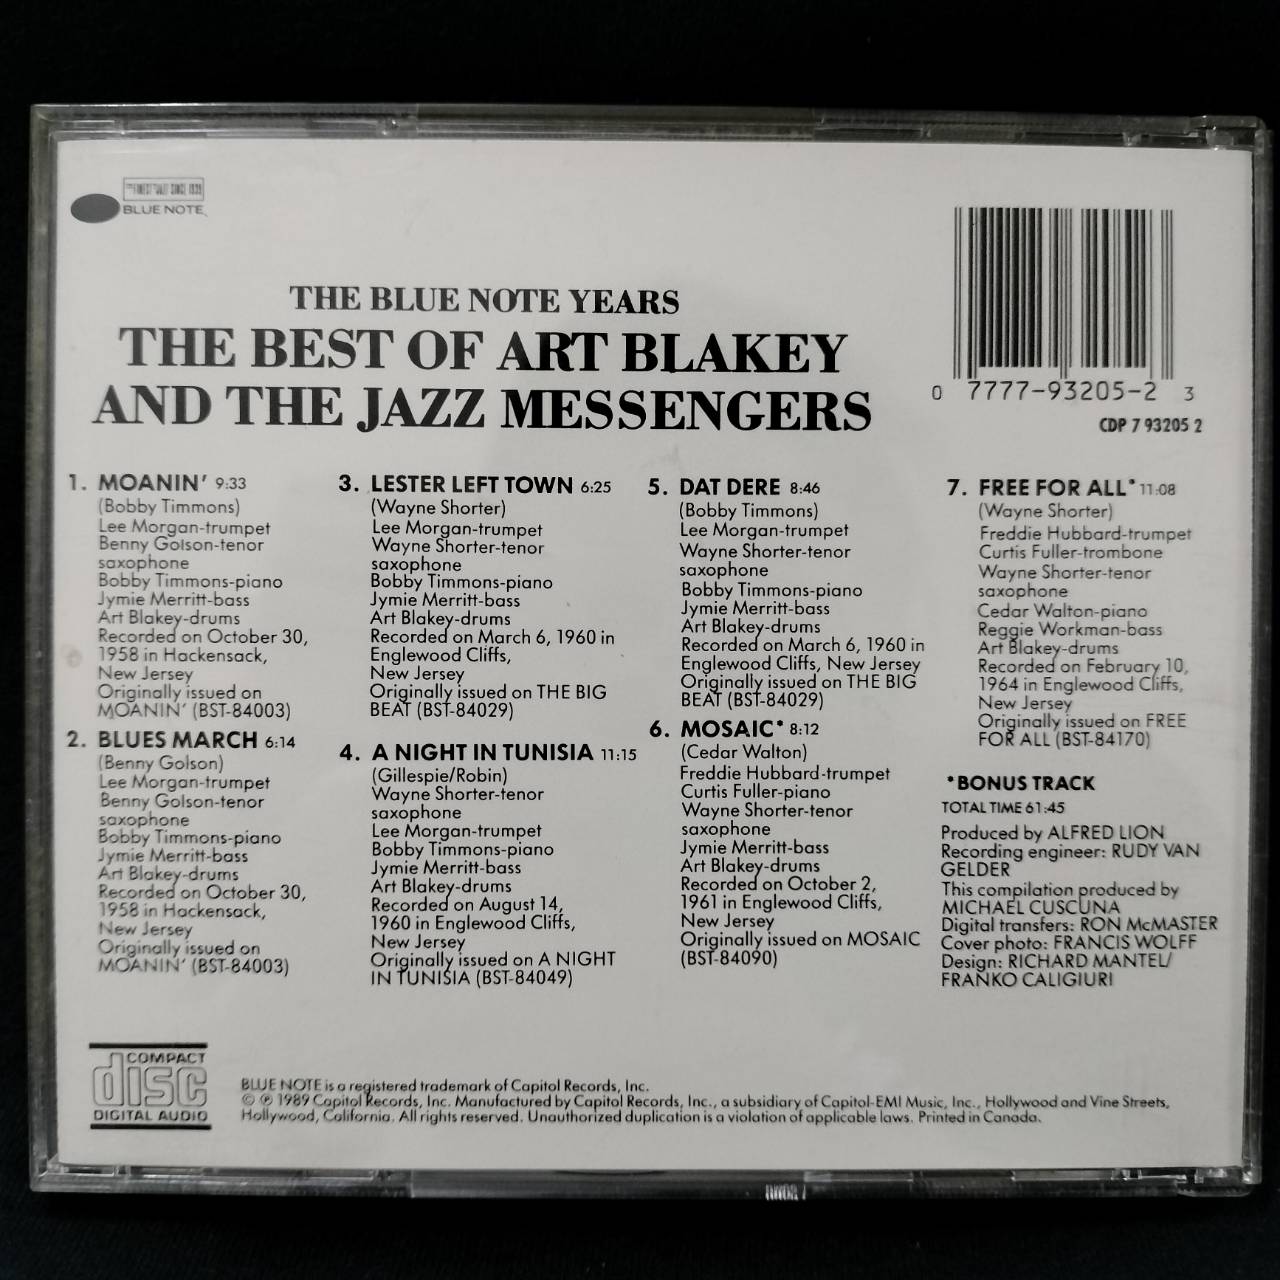 THE FINEST IN JAZZ SINCE 1939
BLUE NOTE
THE BLUE NOTE YEARS
THE BEST OF ART BLAKEY
AND THE JAZZ MESSENGERS
0 7777-93205-2 3
CDP 7 93205 2
1. MOANIN' 9:33
(Bobby Timmons)
Lee Morgan-trumpet
Benny Golson-tenor
saxophone
Bobby Timmons-piano
Jymie Merritt-bass
Art Blakey-drums
Recorded on October 30,
1958 in Hackensack,
New Jersey
Originally issued on
MOANIN' (BST-84003)
2. BLUES MARCH 6:14
(Benny Golson)
Lee Morgan-trumpet
Benny Golson-tenor
saxophone
Bobby Timmons-piano
Jymie Merritt-bass
Art Blakey-drums
Recorded on October 30,
1958 in Hackensack,
New Jersey
Originally issued on
MOANIN' (BST-84003)
3. LESTER LEFT TOWN 6:25
(Wayne Shorter)
Lee Morgan-trumpet
Wayne Shorter-tenor
saxophone
Bobby Timmons-piano
Jymie Merritt-bass
Art Blakey-drums
Recorded on March 6, 1960 in
Englewood Cliffs,
New Jersey
Originally issued on THE BIG
BEAT (BST-84029)
4. A NIGHT IN TUNISIA 11:15
(Gillespie/Robin)
Wayne Shorter-tenor
saxophone
Lee Morgan-trumpet
Bobby Timmons-piano
Jymie Merritt-bass
Art Blakey-drums
Recorded on August 14,
1960 in Englewood Cliffs,
New Jersey
Originally issued on A NIGHT
IN TUNISIA (BST-84049)
5. DAT DERE 8:46
(Bobby Timmons)
Lee Morgan-trumpet
Wayne Shorter-tenor
saxophone
Bobby Timmons-piano
Jymie Merritt-bass
Art Blakey-drums
Recorded on March 6, 1960 in
Englewood Cliffs, New Jersey
Originally issued on THE BIG
BEAT (BST-84029)
6. MOSAIC* 8:12
(Cedar Walton)
Freddie Hubbard-trumpet
Curtis Fuller-piano
Wayne Shorter-tenor
saxophone
Jymie Merritt-bass
Art Blakey-drums
Recorded on October 2,
1961 in Englewood Cliffs,
New Jersey
Originally issued on MOSAIC
(BST-84090)
7. FREE FOR ALL* 11:08
(Wayne Shorter)
Freddie Hubbard-trumpet
Curtis Fuller-trombone
Wayne Shorter-tenor
saxophone
Cedar Walton-piano
Reggie Workman-bass
Art Blakey-drums
Recorded on February 10,
1964 in Englewood Cliffs,
New Jersey
Originally issued on FREE
FOR ALL (BST-84170)
*BONUS TRACK
TOTAL TIME 61:45
Produced by ALFRED LION
Recording engineer: RUDY VAN
GELDER
This compilation produced by
MICHAEL CUSCUNA
Digital transfers: RON McMASTER
Cover photo: FRANCIS WOLFF
Design: RICHARD MANTEL/
FRANKO CALIGIURI
COMPACT
disc
DIGITAL AUDIO
BLUE NOTE is a registered trademark of Capitol Records, Inc.
© ℗ 1989 Capitol Records, Inc. Manufactured by Capitol Records, Inc., a subsidiary of Capitol-EMI Music, Inc., Hollywood and Vine Streets,
Hollywood, California. All rights reserved. Unauthorized duplication is a violation of applicable laws. Printed in Canada.